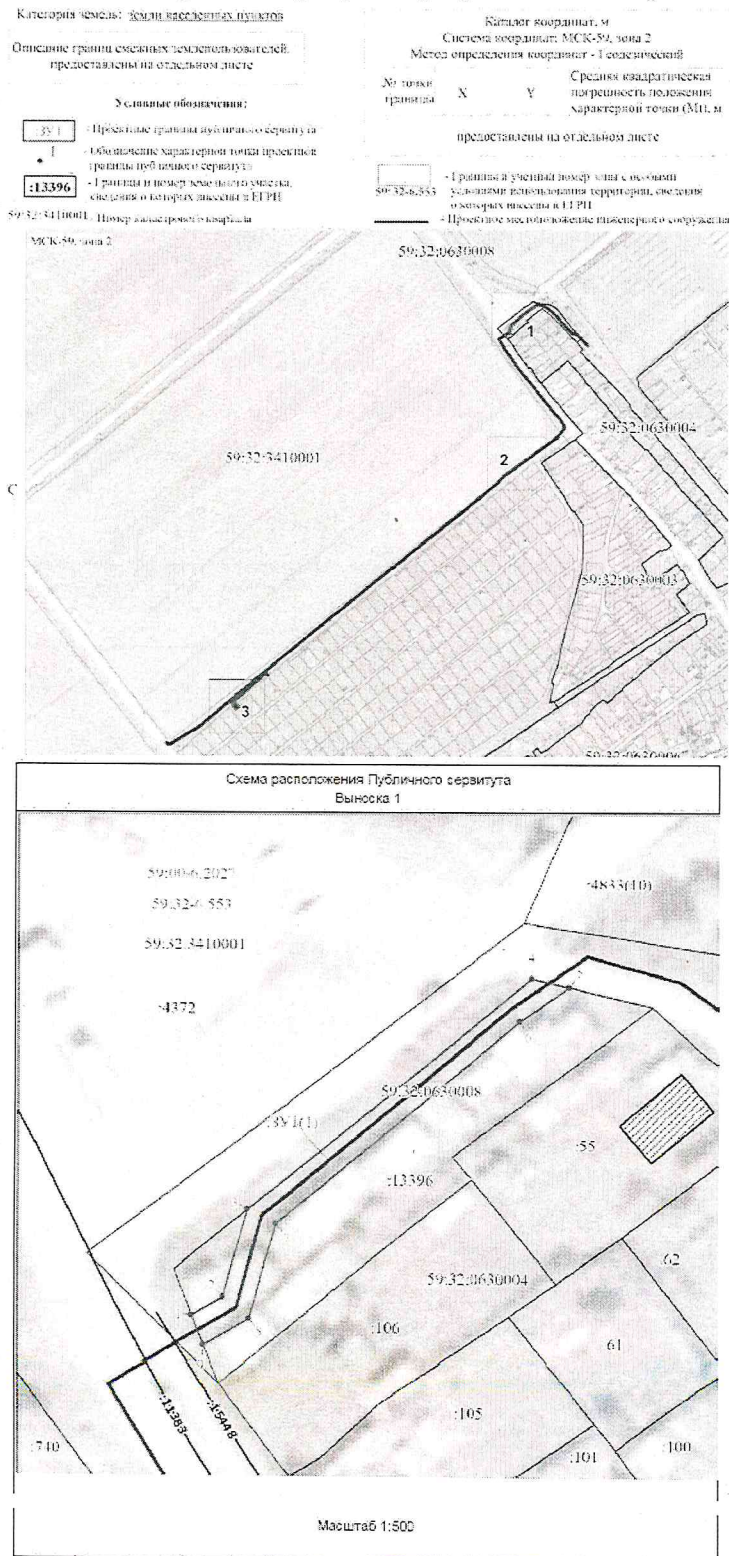 Категория земель: земли населенных пунктов
Описание границ смежных землепользователей:
предоставлены на отдельном листе
Условные обозначения:
:ЗУ1 - Проектные границы публичного сервитута
1 - Обозначение характерной точки проектной
границы публичного сервитута
:13396 - Границы и номер земельного участка,
сведения о которых внесены в ЕГРН
59:32:3410001 - Номер кадастрового квартала
Каталог координат, м
Система координат: МСК-59, зона 2
Метод определения координат - Геодезический
№ точки
границы
X
Y
Средняя квадратическая
погрешность положения
характерной точки (Mt), м
предоставлены на отдельном листе
59:32-6.553 - Границы и учетный номер зоны с особыми
условиями использования территории, сведения
о которых внесены в ЕГРН
- Проектное местоположение инженерного сооружения
МСК-59, зона 2
59:32:0630008
1
59:32:0630004
2
59:32:3410001
С
59:32:0630003
3
Схема расположения Публичного сервитута
Выноска 1
59:00-6.2027
59:32-6.553
59:32:3410001
:4833(10)
:4372
4
59:32:0630008
:ЗУ1(1)
:55
:13396
59:32:0630004
:62
:106
61
:11383
:15448
:105
:740
:101
:100
Масштаб 1:500